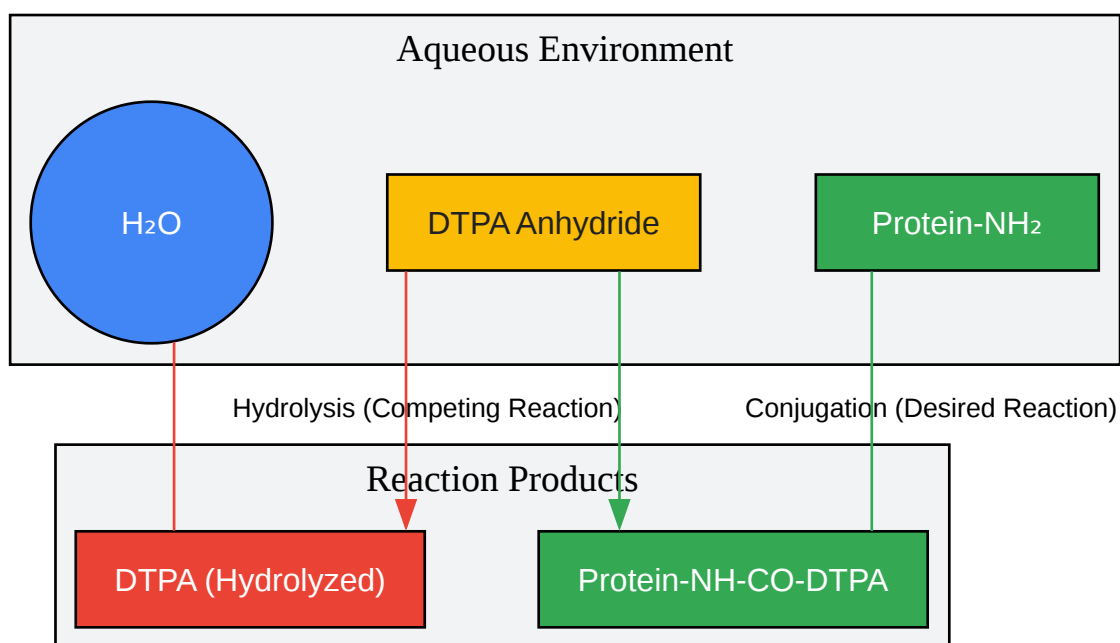 Aqueous Environment
H₂O
DTPA Anhydride
Protein-NH₂
Hydrolysis (Competing Reaction)
Conjugation (Desired Reaction)
Reaction Products
DTPA (Hydrolyzed)
Protein-NH-CO-DTPA